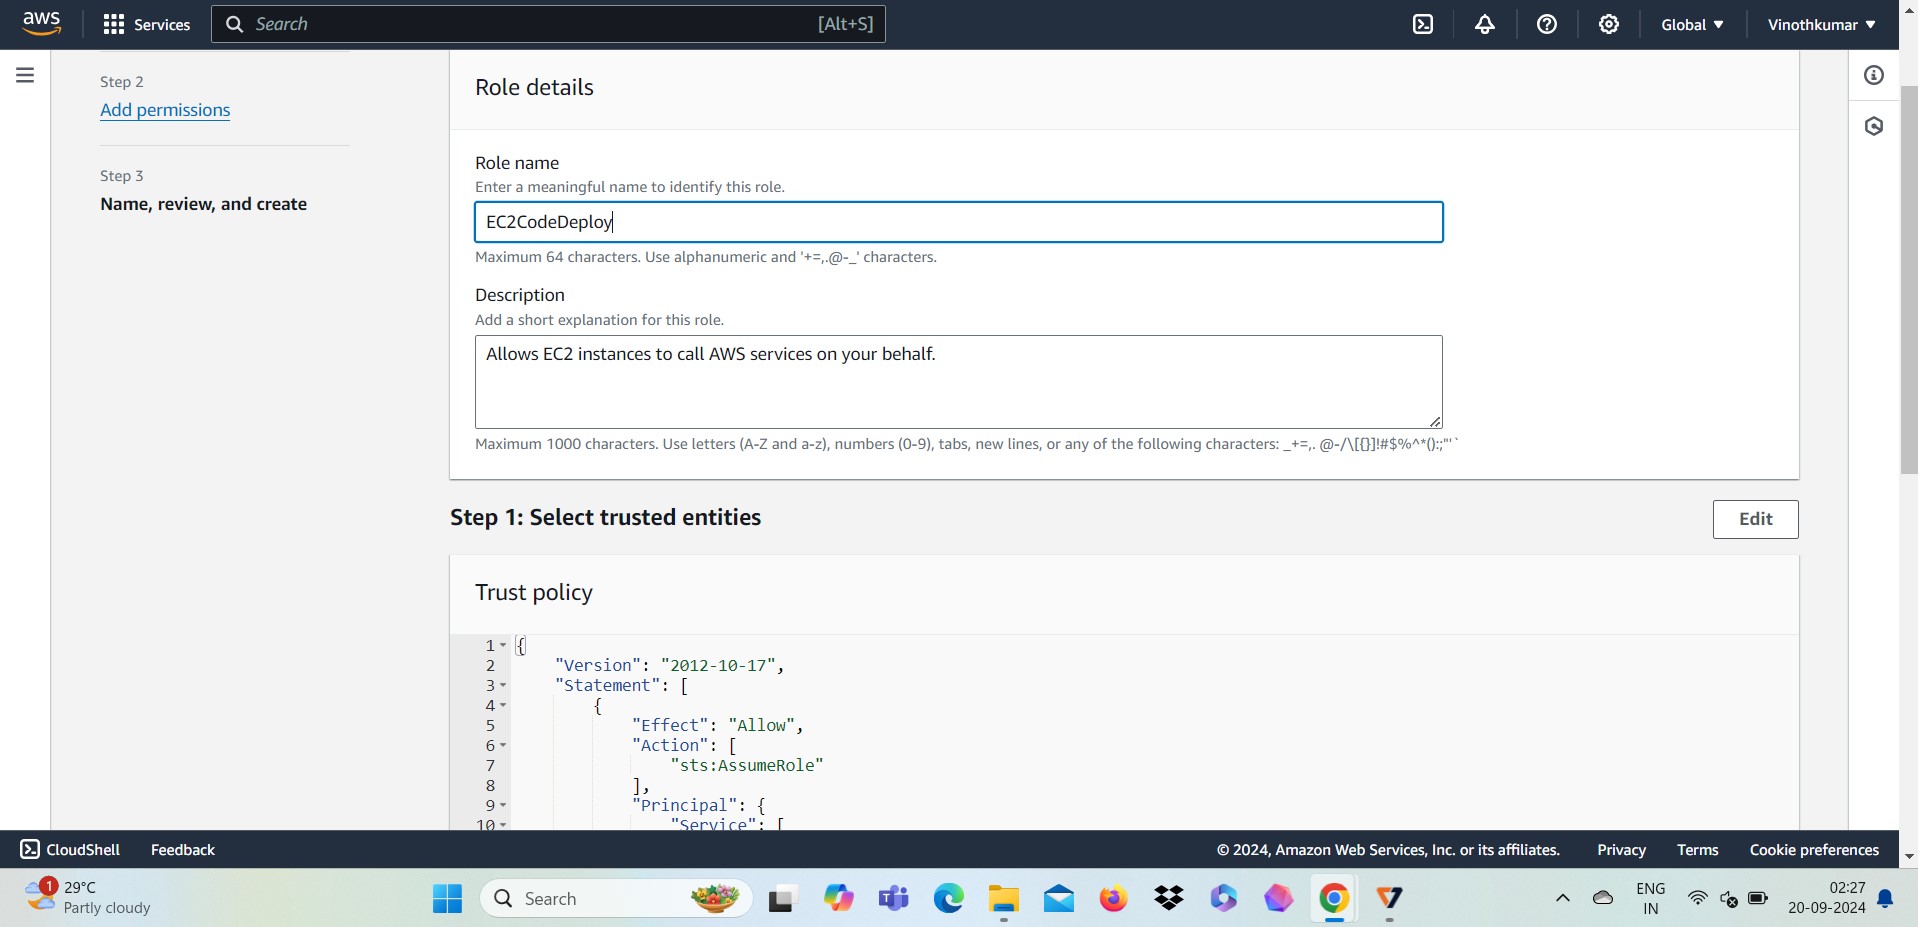 aws
Services
Search
[Alt+S]
Global
Vinothkumar
Step 2
Add permissions
Step 3
Name, review, and create
Role details
Role name
Enter a meaningful name to identify this role.
EC2CodeDeploy
Maximum 64 characters. Use alphanumeric and '+=,.@-_' characters.
Description
Add a short explanation for this role.
Allows EC2 instances to call AWS services on your behalf.
Maximum 1000 characters. Use letters (A-Z and a-z), numbers (0-9), tabs, new lines, or any of the following characters: _+=,. @-/\[{}]!#$%^*();:"'`
Step 1: Select trusted entities
Edit
Trust policy
1 {
2 "Version": "2012-10-17",
3 "Statement": [
4 {
5 "Effect": "Allow",
6 "Action": [
7 "sts:AssumeRole"
8 ],
9 "Principal": {
10 "Service": [
CloudShell
Feedback
© 2024, Amazon Web Services, Inc. or its affiliates.
Privacy
Terms
Cookie preferences
1
29°C
Partly cloudy
Search
ENG
IN
02:27
20-09-2024